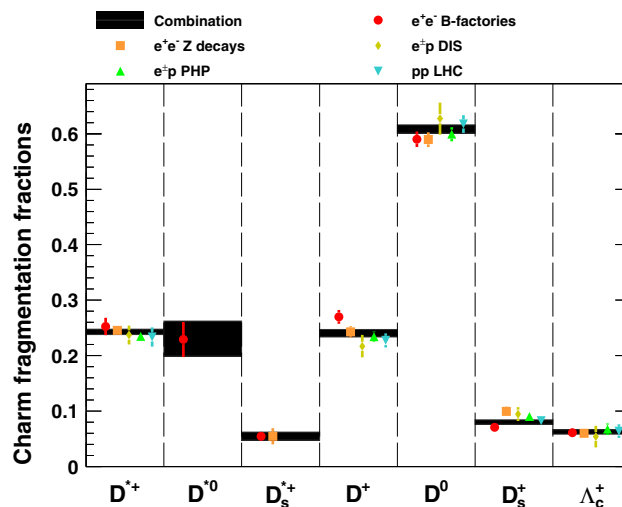 Combination
e⁺e⁻ B-factories
e⁺e⁻ Z decays
e±p DIS
e±p PHP
pp LHC
Charm fragmentation fractions
0.6
0.5
0.4
0.3
0.2
0.1
0
D*⁺ D*⁰ Dₛ*⁺ D⁺ D⁰ Dₛ⁺ Λc⁺